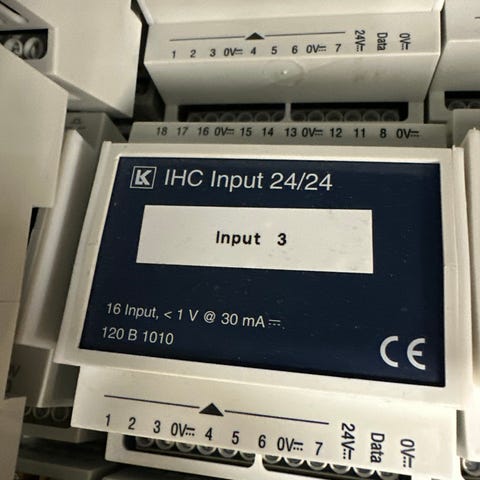 1 2 3 0V⎓ 4 5 6 0V⎓ 7 24V⎓ Data 0V⎓
18 17 16 0V⎓ 15 14 13 0V⎓ 12 11 8 0V⎓
LK IHC Input 24/24
Input 3
16 Input, < 1 V @ 30 mA⎓
120 B 1010
CE
1 2 3 0V⎓ 4 5 6 0V⎓ 7 24V⎓ Data 0V⎓